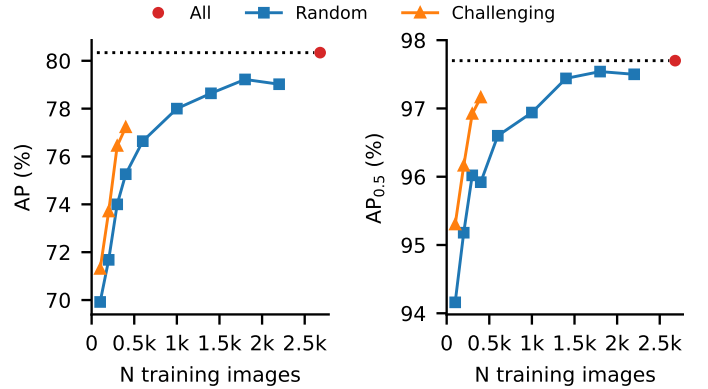 All Random Challenging
AP (%)
80
78
76
74
72
70
0 0.5k 1k 1.5k 2k 2.5k
N training images
AP0.5 (%)
98
97
96
95
94
0 0.5k 1k 1.5k 2k 2.5k
N training images